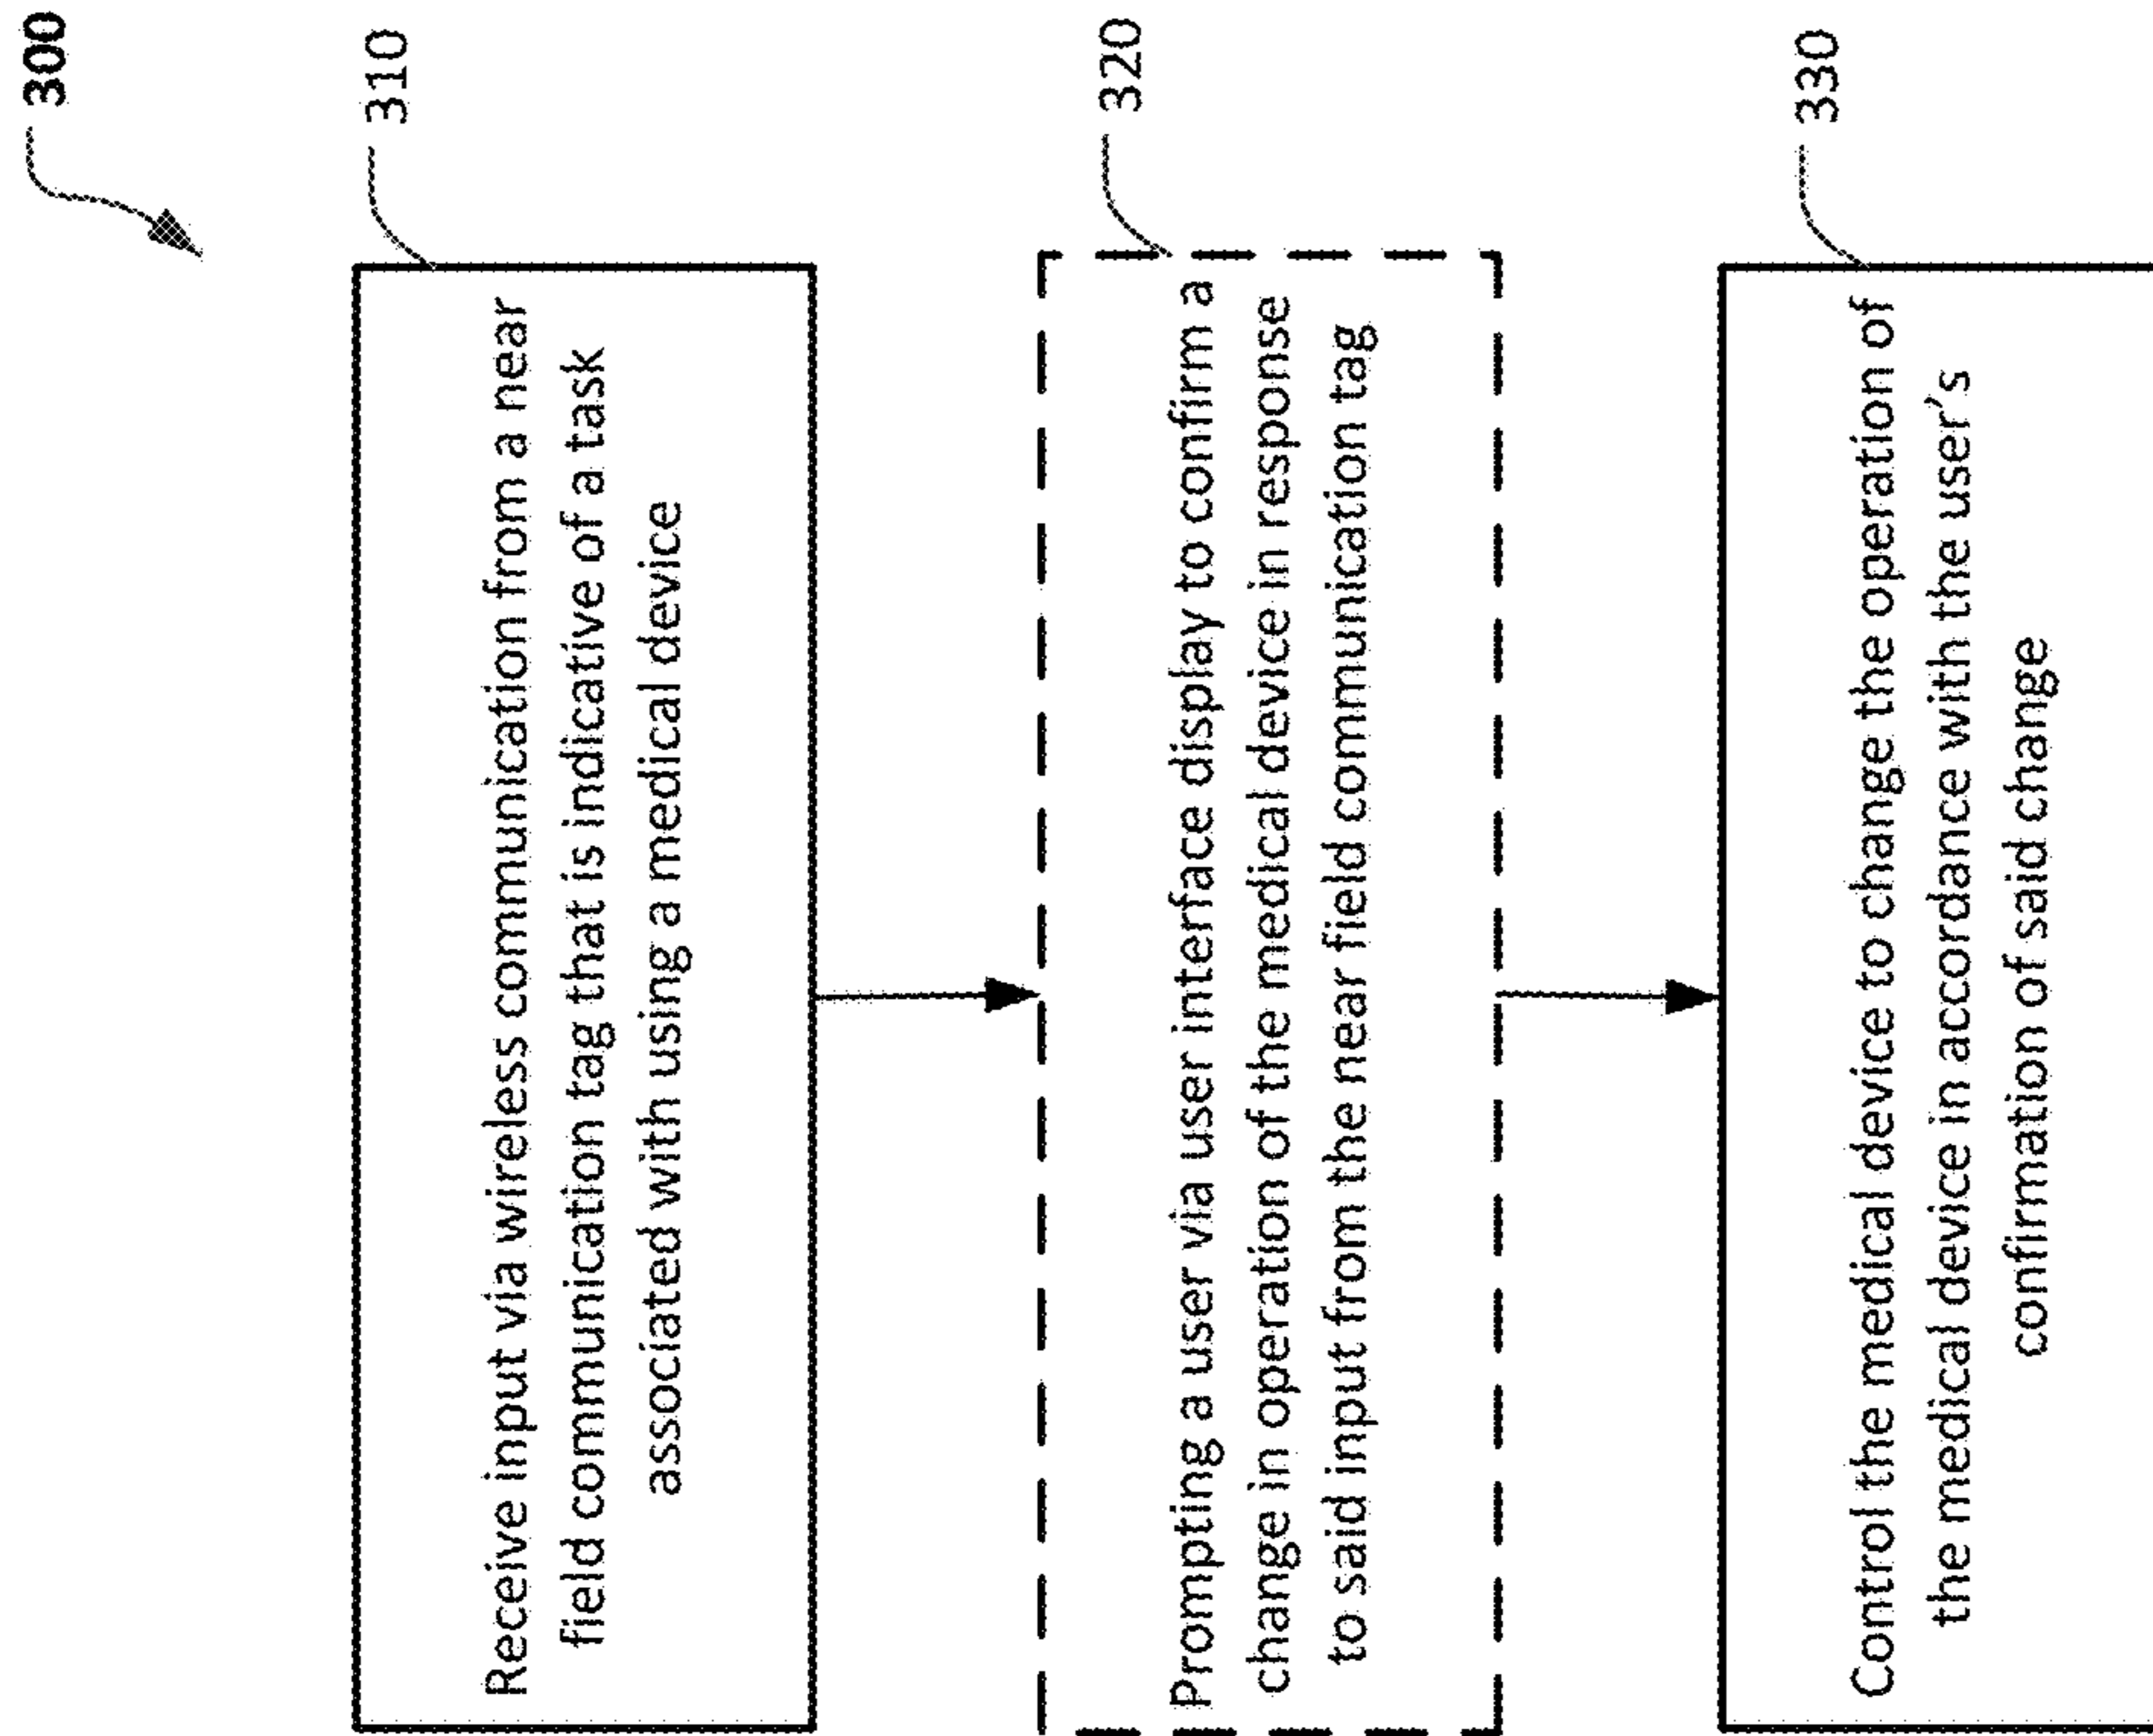 300
310
Receive input via wireless communication from a near
field communication tag that is indicative of a task
associated with using a medical device
320
Prompting a user via user interface display to confirm a
change in operation of the medical device in response
to said input from the near field communication tag
330
Control the medical device to change the operation of
the medical device in accordance with the user's
confirmation of said change